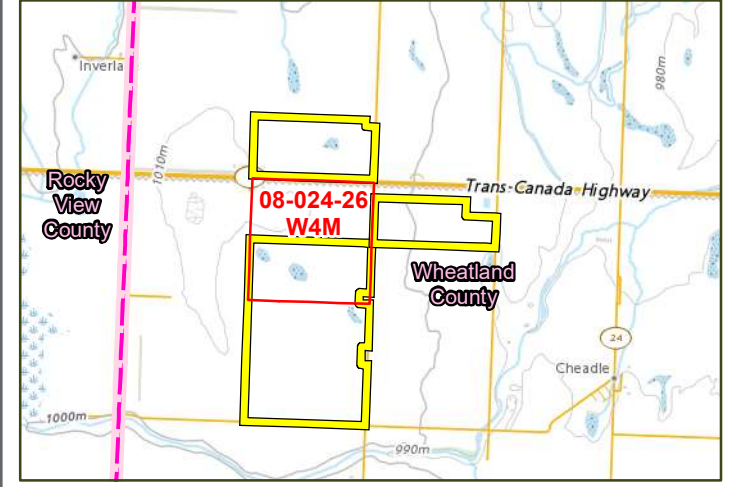 Inverla
980m
1010m
Rocky
View
County
Trans-Canada Highway
08-024-26
W4M
Wheatland
County
24
Cheadle
1000m
990m